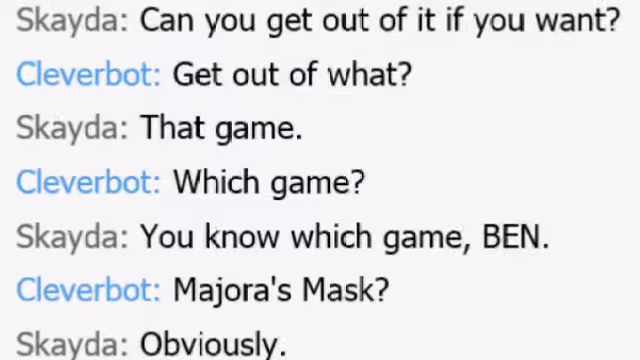 Skayda: Can you get out of it if you want?
Cleverbot: Get out of what?
Skayda: That game.
Cleverbot: Which game?
Skayda: You know which game, BEN.
Cleverbot: Majora's Mask?
Skayda: Obviously.